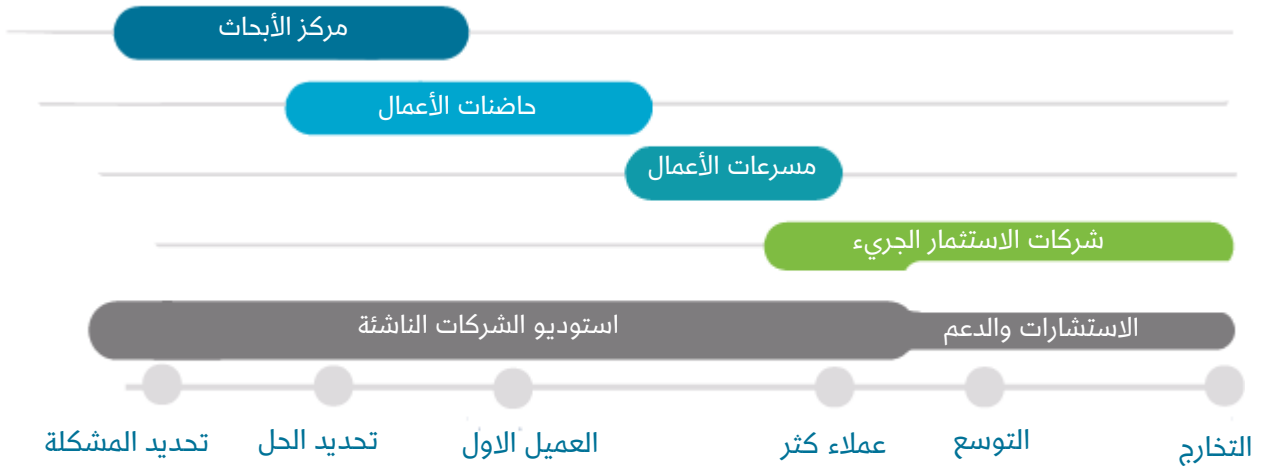 مركز الأبحاث
حاضنات الأعمال
مسرعات الأعمال
شركات الاستثمار الجريء
استوديو الشركات الناشئة
الاستشارات والدعم
تحديد المشكلة
تحديد الحل
العميل الاول
عملاء كثر
التوسع
التخارج